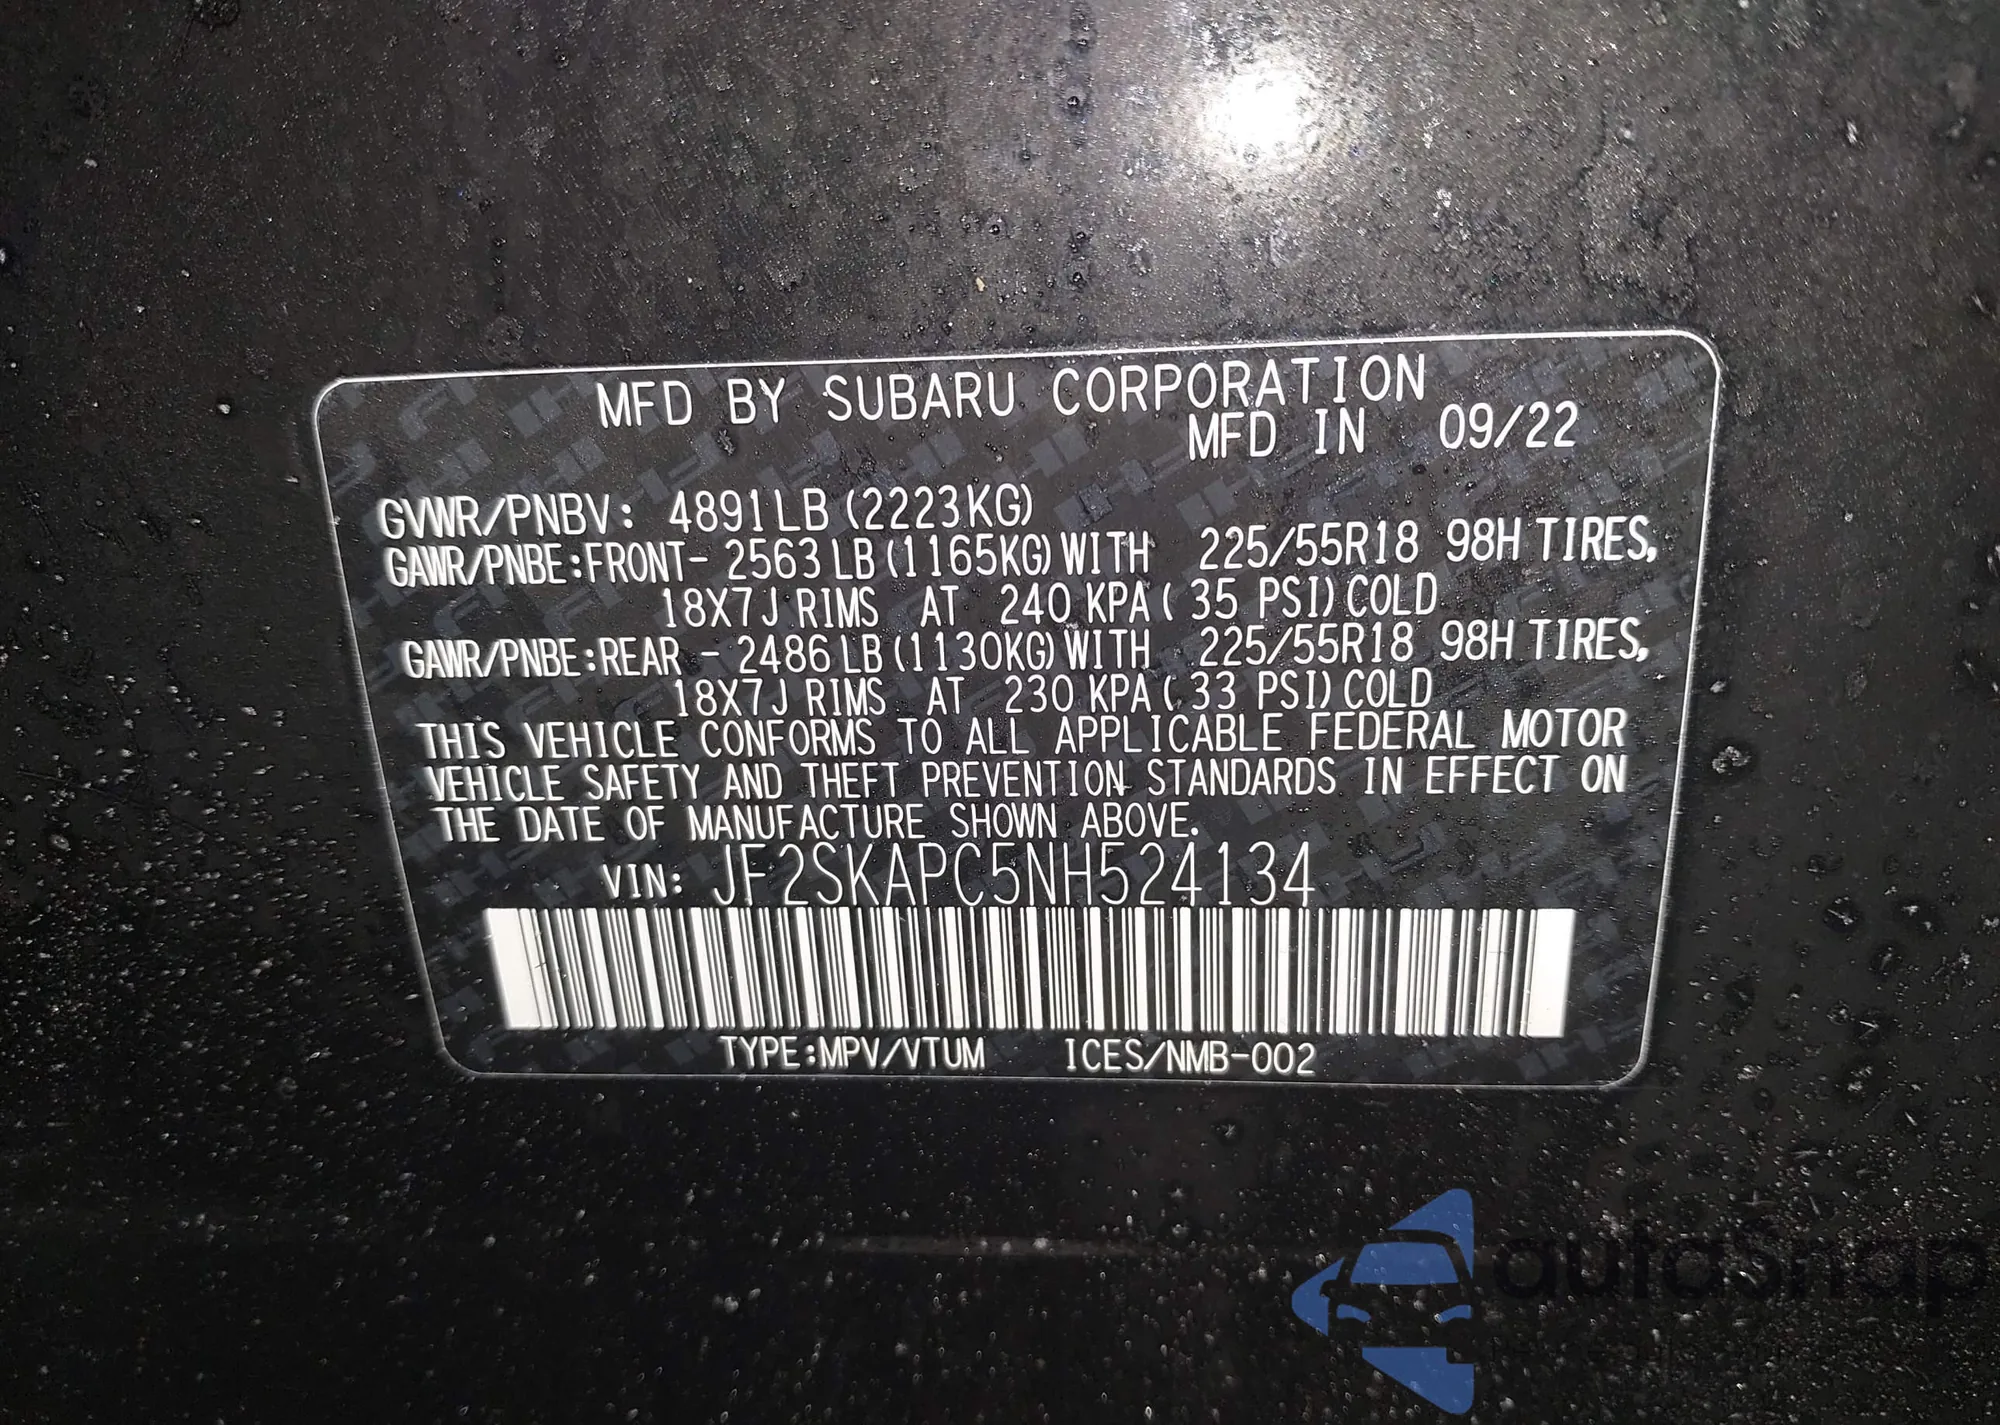 MFD BY SUBARU CORPORATION
MFD IN 09/22
GVWR/PNBV: 4891LB (2223KG)
GAWR/PNBE:FRONT- 2563 LB (1165KG) WITH 225/55R18 98H TIRES,
18X7J RIMS AT 240 KPA ( 35 PSI) COLD
GAWR/PNBE:REAR - 2486 LB (1130KG) WITH 225/55R18 98H TIRES,
18X7J RIMS AT 230 KPA ( 33 PSI) COLD
THIS VEHICLE CONFORMS TO ALL APPLICABLE FEDERAL MOTOR
VEHICLE SAFETY AND THEFT PREVENTION STANDARDS IN EFFECT ON
THE DATE OF MANUFACTURE SHOWN ABOVE.
VIN: JF2SKAPC5NH524134
TYPE:MPV/VTUM ICES/NMB-002
autoSnap